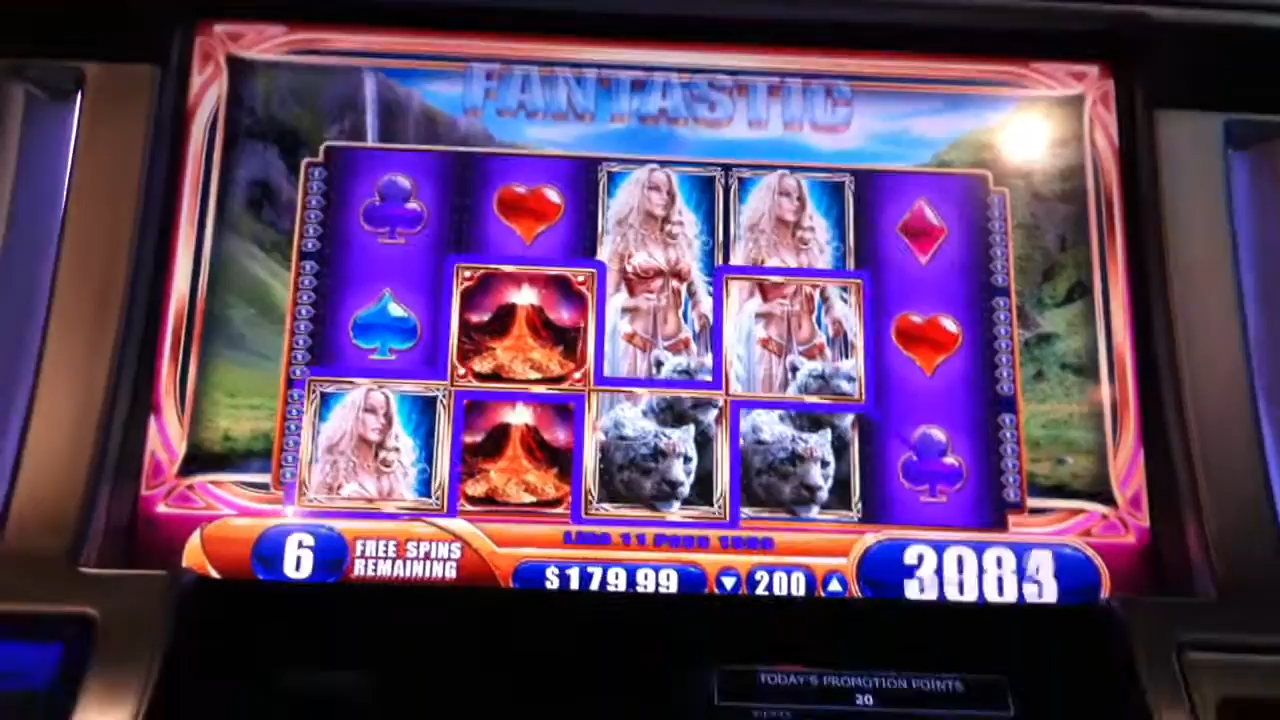 FANTASTIC
6
FREE SPINS
REMAINING
$179.99
200
3084
TODAY'S PROMOTION POINTS
20